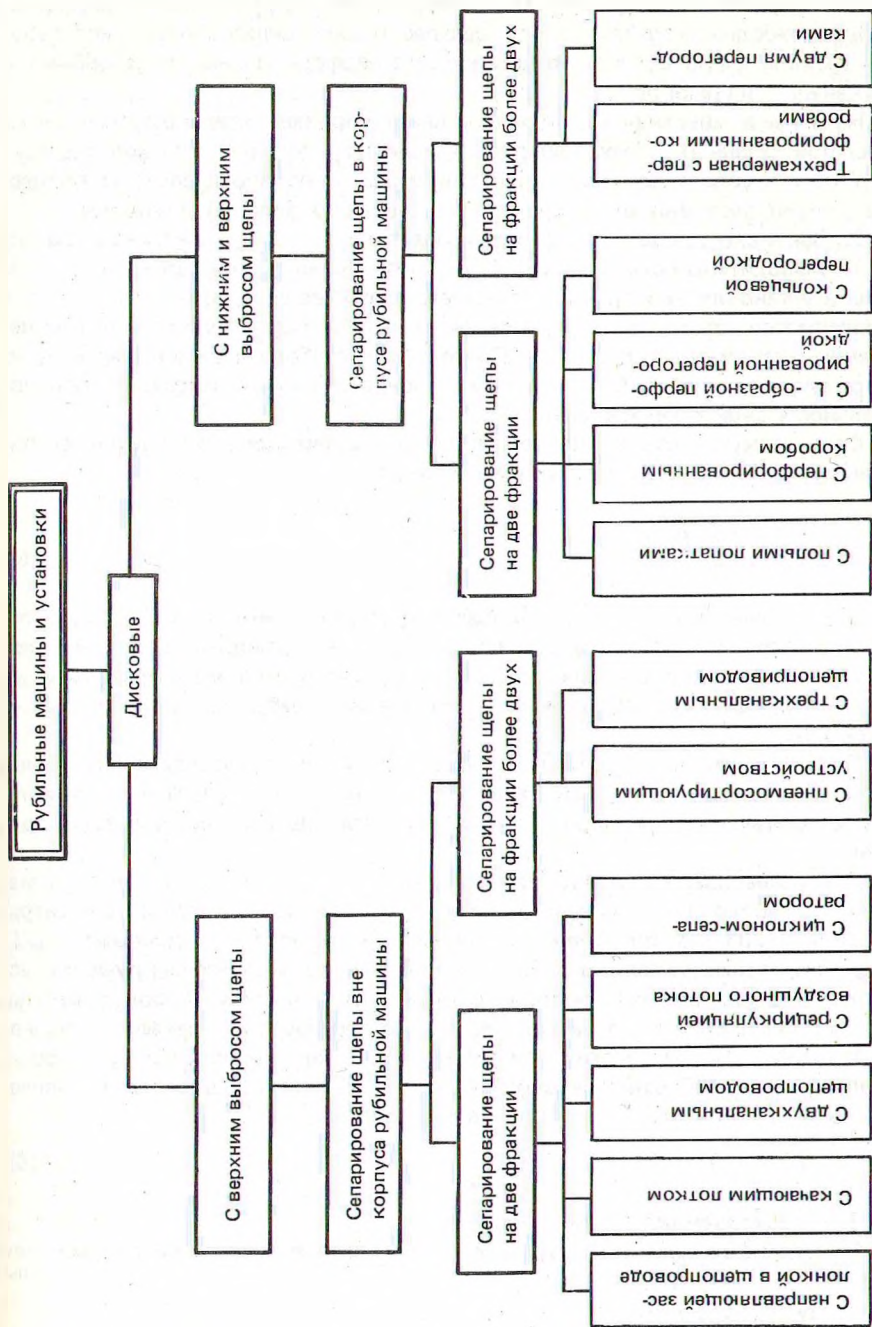 Рубильные машины и установки
Дисковые
С верхним выбросом щепы
С нижним и верхним
выбросом щепы
Сепарирование щепы вне
корпуса рубильной машины
Сепарирование щепы в кор-
пусе рубильной машины
Сепарирование щепы
на две фракции
Сепарирование щепы
на фракции более двух
Сепарирование щепы
на две фракции
Сепарирование щепы
на фракции более двух
С направляющей зас-
лонкой в щепопроводе
С качающим лотком
С двухканальным
щепопроводом
С рециркуляцией
воздушного потока
С циклоном-сепа-
ратором
С пневмосортирующим
устройством
С трехканальным
щепоприводом
С полыми лопатками
С перфорированным
коробом
С L -образной перфо-
рированной перегоро-
дкой
С кольцевой
перегородкой
Трехкамерная с пер-
форированными ко-
робами
С двумя перегород-
ками